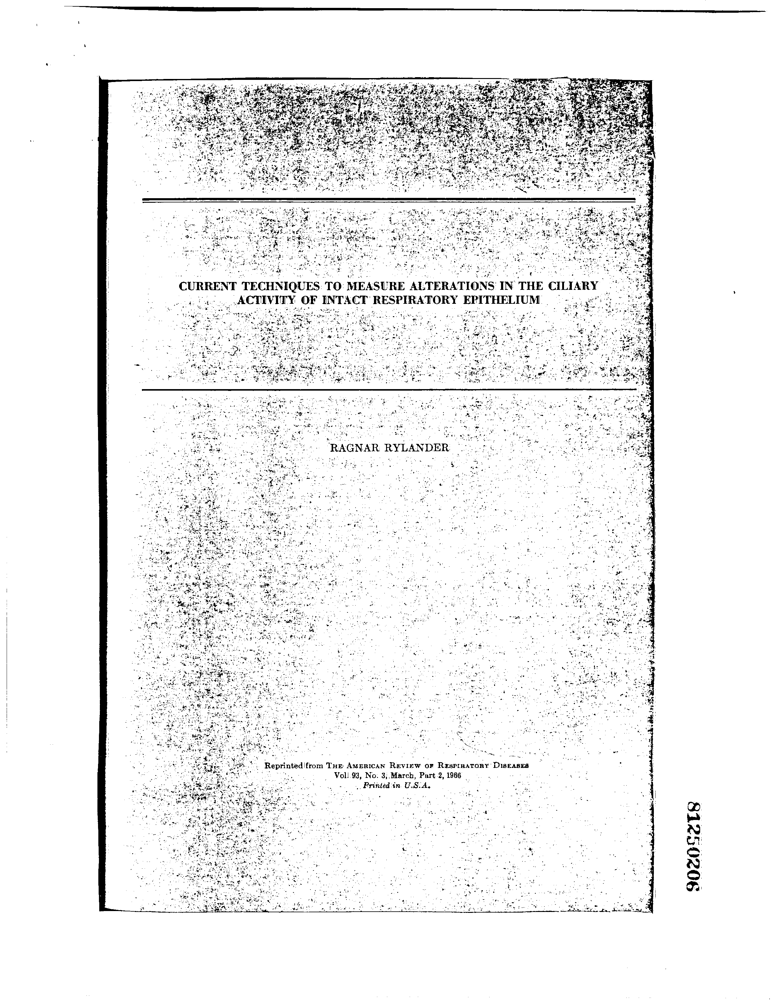 CURRENT TECHNIQUES TO MEASURE ALTERATIONS IN THE CILIARY
ACTIVITY OF INTACT RESPIRATORY EPITHELIUM
RAGNAR RYLANDER
Reprinted from THE AMERICAN REVIEW OF RESPIRATORY DISEASES
Vol. 93, No. 3, March, Part 2, 1966
Printed in U.S.A.
81250206